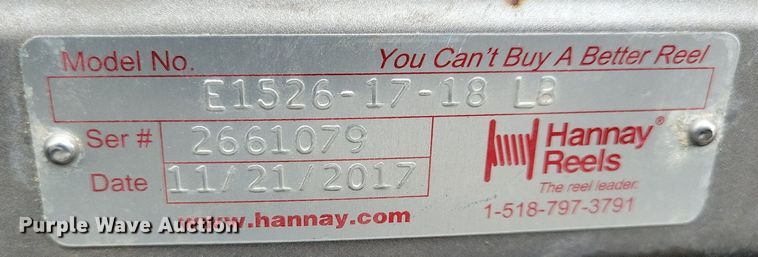 Model No. You Can't Buy A Better Reel
E1526-17-18 LB
Ser # 2661079
Date 11/21/2017
Hannay®
Reels
The reel leader.
www.hannay.com
1-518-797-3791
Purple Wave Auction